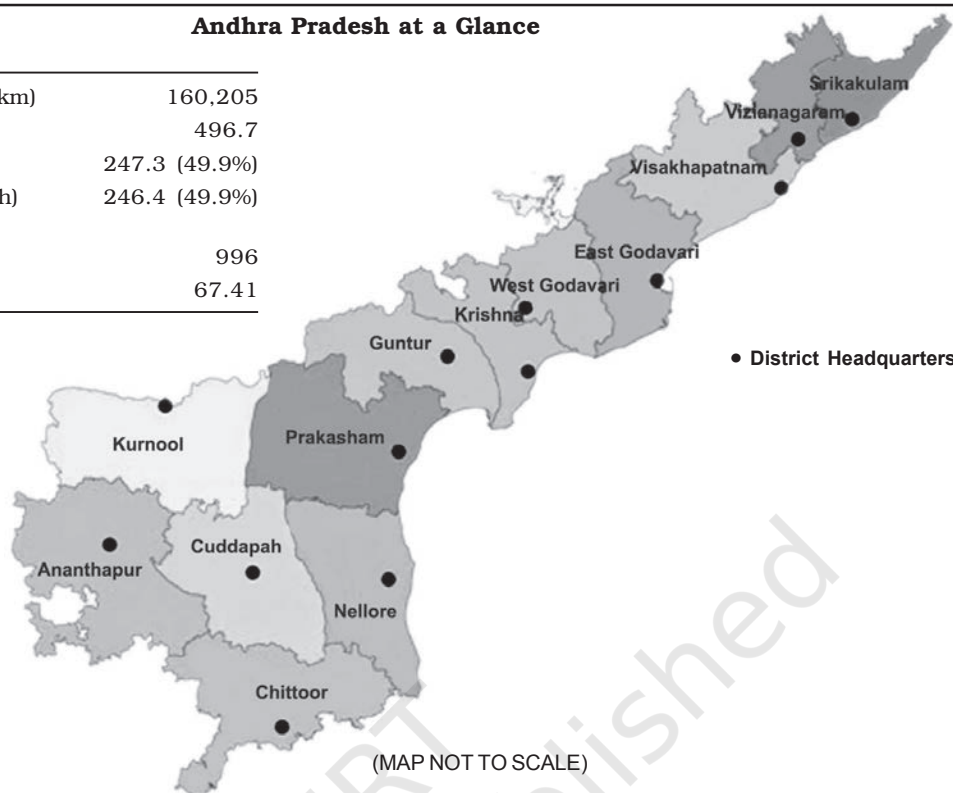 Andhra Pradesh at a Glance
km) 160,205
496.7
247.3 (49.9%)
h) 246.4 (49.9%)
996
67.41
Srikakulam
Vizianagaram
Visakhapatnam
East Godavari
West Godavari
Krishna
Guntur
• District Headquarters
Prakasham
Kurnool
Cuddapah
Ananthapur
Nellore
Chittoor
(MAP NOT TO SCALE)